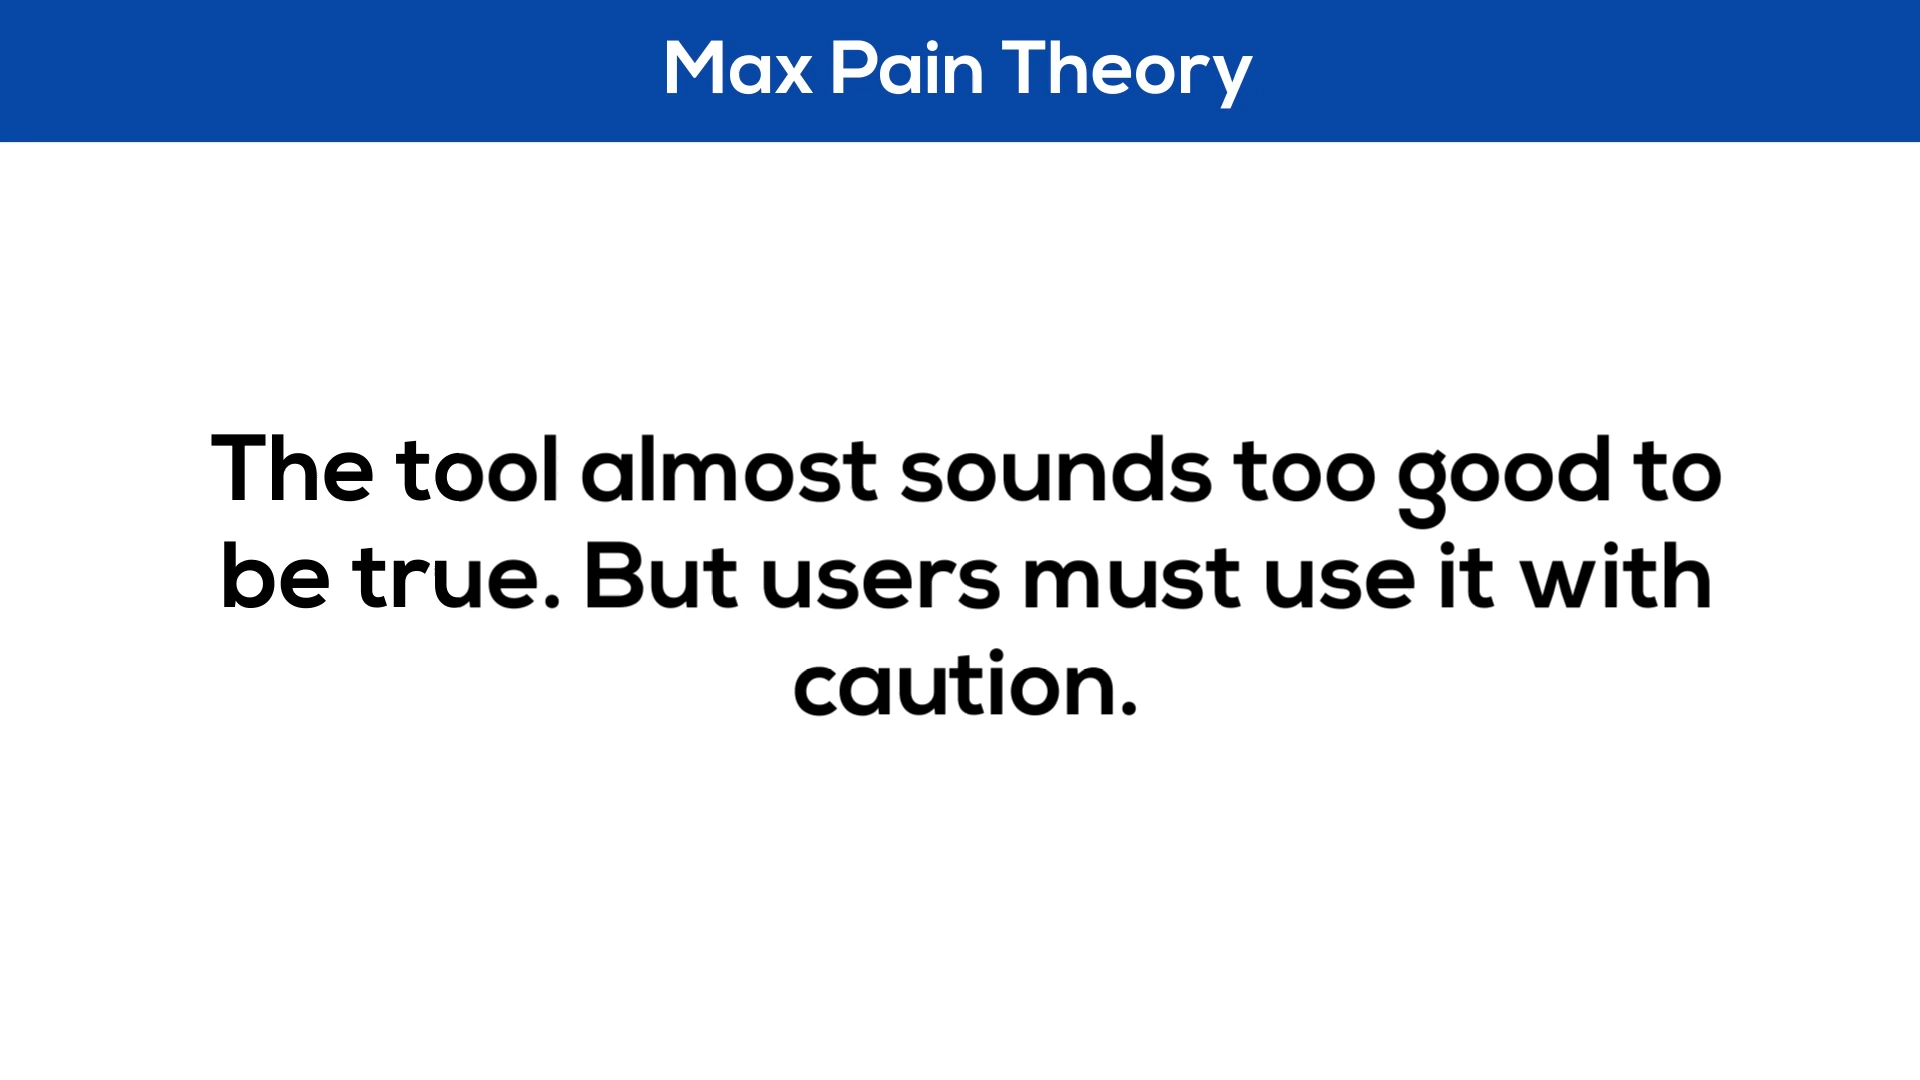 Max Pain Theory
The tool almost sounds too good to
be true. But users must use it with
caution.